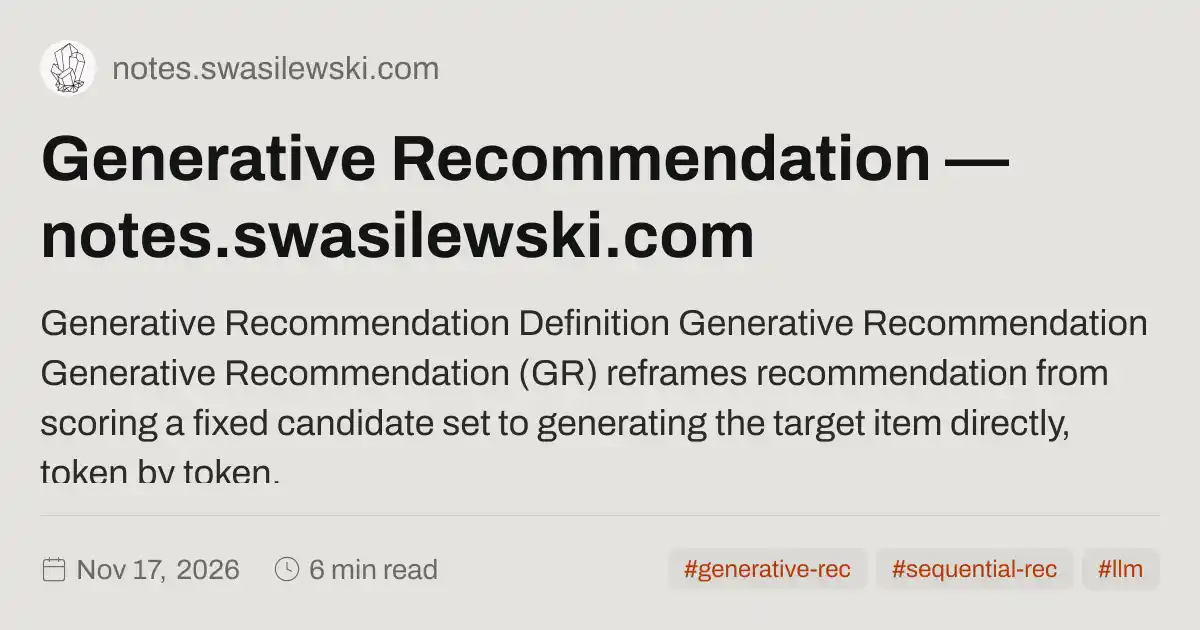 notes.swasilewski.com
Generative Recommendation —
notes.swasilewski.com
Generative Recommendation Definition Generative Recommendation
Generative Recommendation (GR) reframes recommendation from
scoring a fixed candidate set to generating the target item directly,
token by token.
Nov 17, 2026
6 min read
#generative-rec
#sequential-rec
#llm